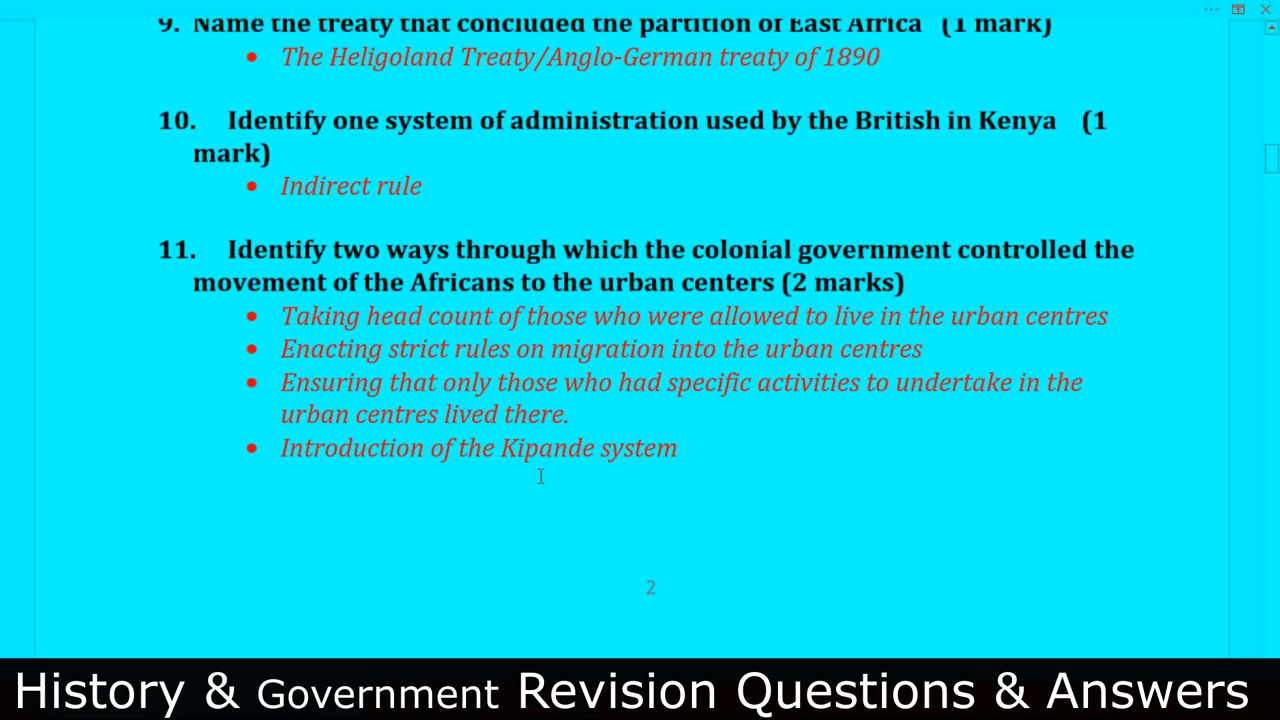 9. Name the treaty that concluded the partition of East Africa (1 mark)
• The Heligoland Treaty/Anglo-German treaty of 1890
10. Identify one system of administration used by the British in Kenya (1
mark)
• Indirect rule
11. Identify two ways through which the colonial government controlled the
movement of the Africans to the urban centers (2 marks)
• Taking head count of those who were allowed to live in the urban centres
• Enacting strict rules on migration into the urban centres
• Ensuring that only those who had specific activities to undertake in the
urban centres lived there.
• Introduction of the Kipande system
2
History & Government Revision Questions & Answers